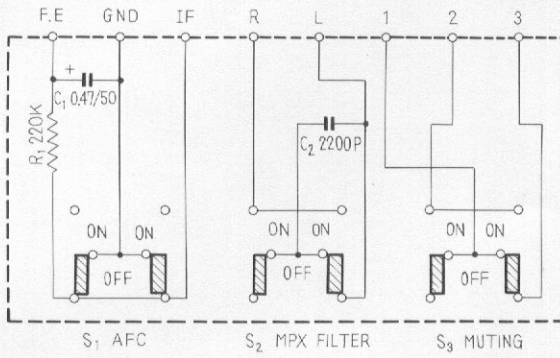 F.E GND IF R L 1 2 3
+
C1 0.47/50
R1 220K
C2 2200P
ON ON ON ON ON ON
OFF OFF OFF
S1 AFC S2 MPX FILTER S3 MUTING